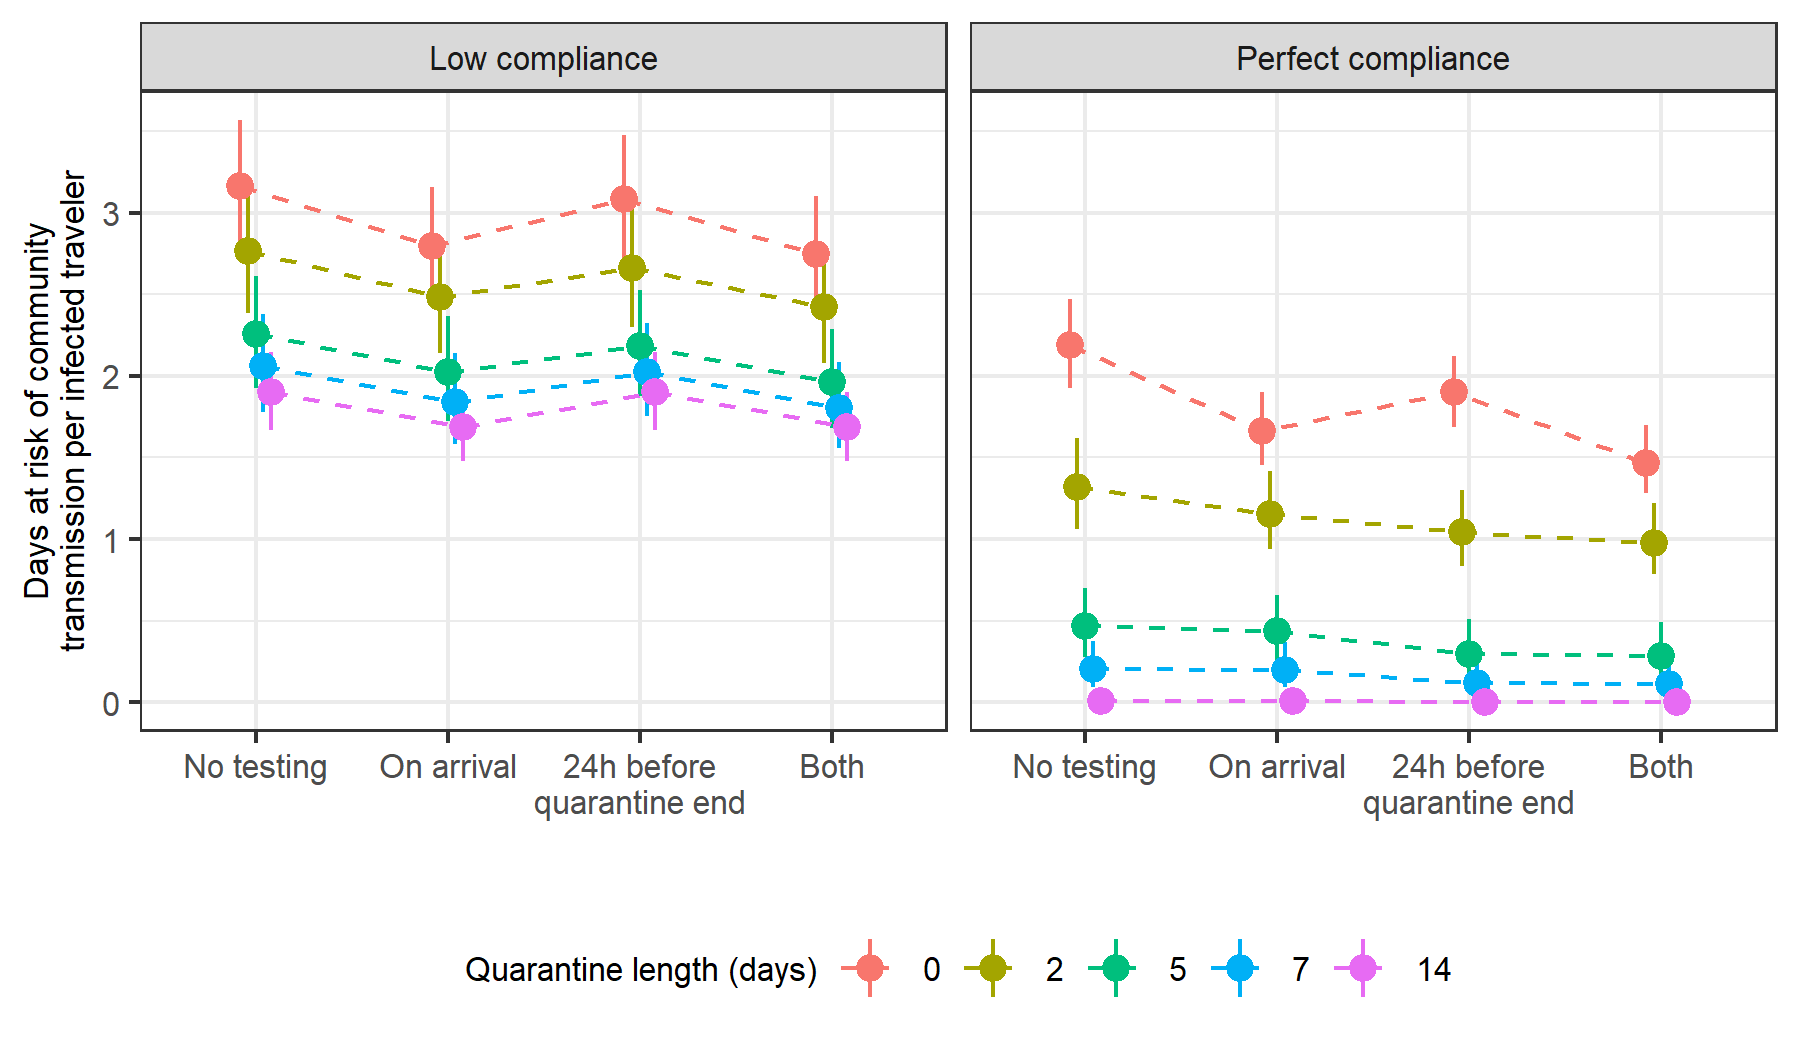 Low compliance
Perfect compliance
Days at risk of community
transmission per infected traveler
3
2
1
0
No testing
On arrival
24h before
quarantine end
Both
No testing
On arrival
24h before
quarantine end
Both
Quarantine length (days)
0
2
5
7
14